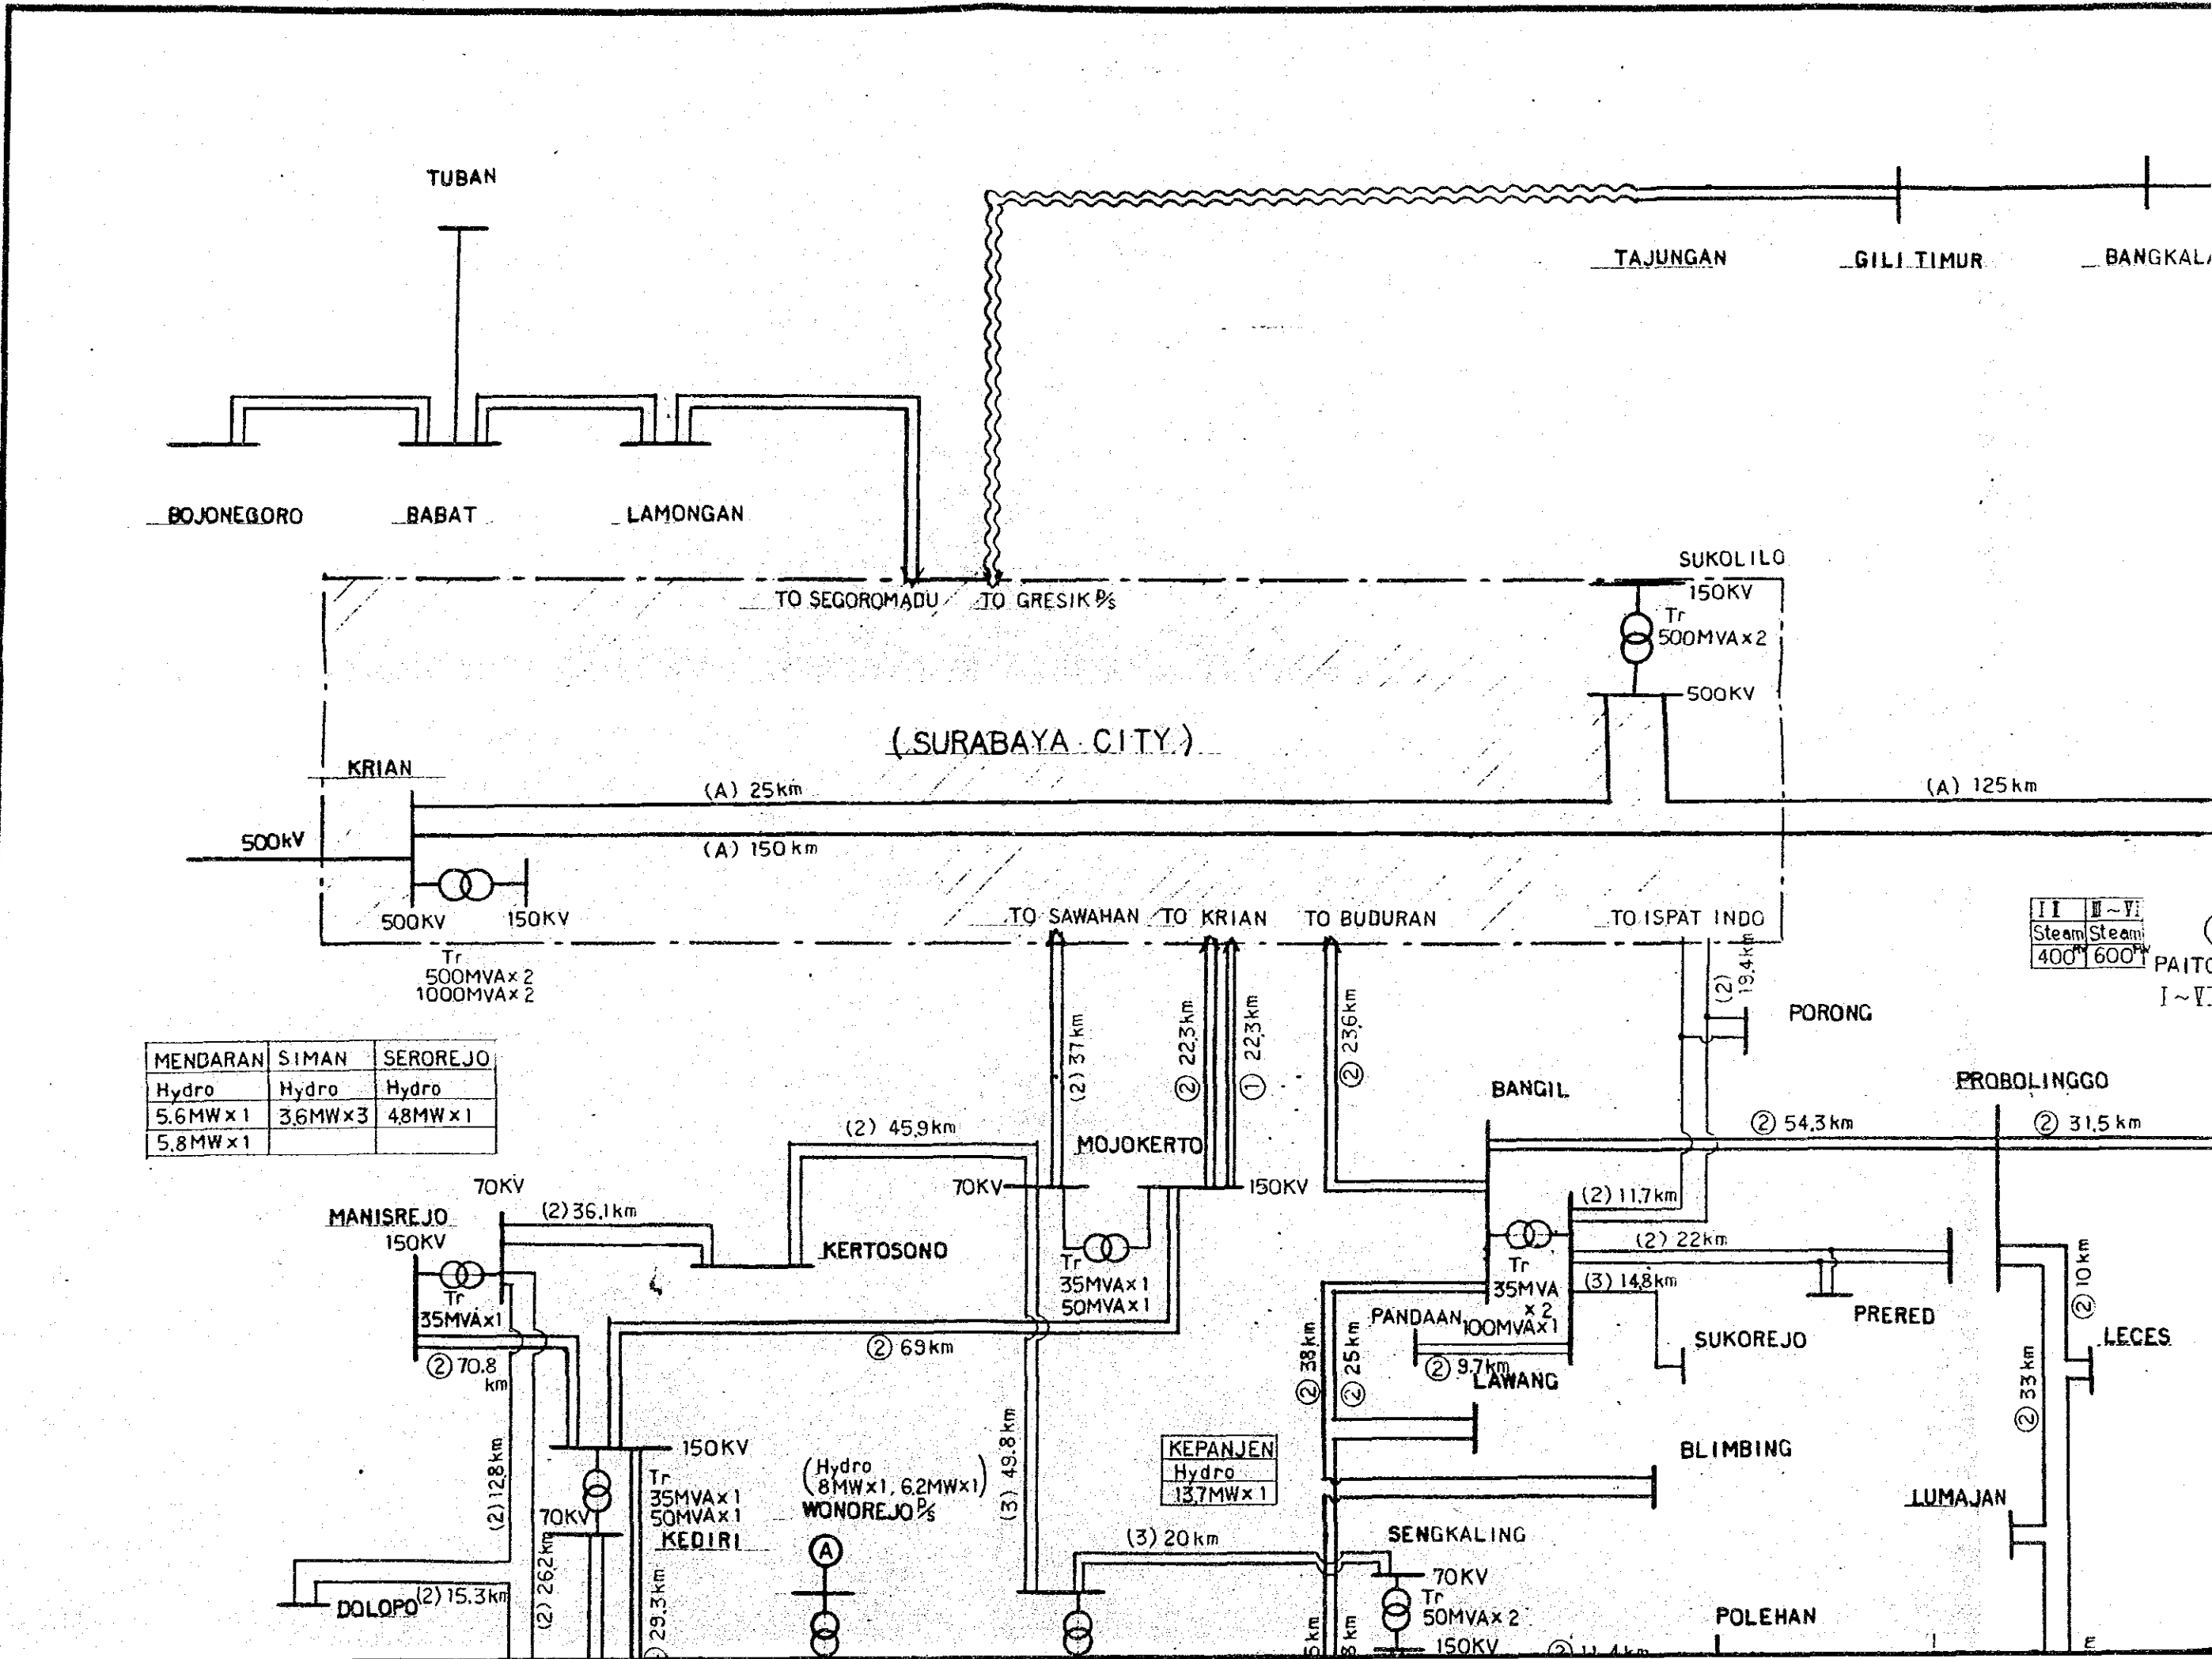 TUBAN
TAJUNGAN
GILI TIMUR
BOJONEGORO
BABAT
LAMONGAN
SUKOLILO
TO SEGOROMADU
TO GRESIK P/S
150KV
Tr
500MVA×2
500KV
(SURABAYA CITY)
KRIAN
(A) 25km
(A) 125km
500kV
(A) 150km
500KV
150KV
TO SAWAHAN
TO KRIAN
TO BUDURAN
TO ISPAT INDO
Tr
500MVA×2
1000MVA×2
II
III~VI
Steam
Steam
400MW
600MW
I~VI
(2) 19.4km
PORONG
(2) 37km
② 22.3km
① 22.3km
② 23.6km
MENDARAN
SIMAN
SEROREJO
Hydro
Hydro
Hydro
5.6MW×1
3.6MW×3
4.8MW×1
5.8MW×1
BANGIL
PROBOLINGGO
② 54.3km
② 31.5km
(2) 45.9km
MOJOKERTO
70KV
150KV
70KV
MANISREJO
150KV
(2) 36.1km
KERTOSONO
(2) 11.7km
(2) 22km
(3) 14.8km
Tr
35MVA×1
50MVA×1
Tr
35MVA
×2
100MVA×1
Tr
35MVA×1
② 10km
PANDAAN
PRERED
SUKOREJO
LECES
② 69km
② 70.8
km
② 9.7km
LAWANG
② 38km
② 25km
② 33km
BLIMBING
150KV
Tr
35MVA×1
50MVA×1
70KV
KEDIRI
(Hydro
8MW×1, 6.2MW×1)
WONOREJO P/S
A
(3) 49.8km
KEPANJEN
Hydro
13.7MW×1
LUMAJAN
(2) 12.8km
(2) 26.2km
(3) 20km
SENGKALING
70KV
Tr
50MVA×2
150KV
DOLOPO
(2) 15.3km
29.3km
POLEHAN